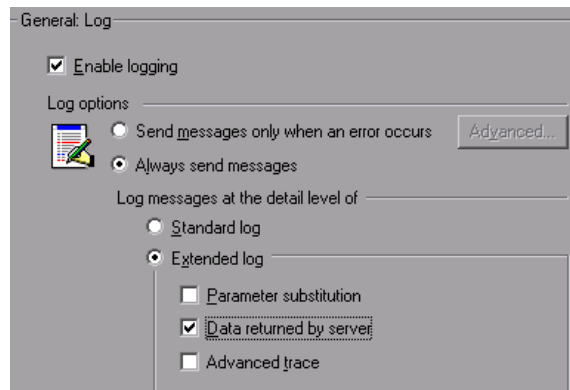 General: Log
Enable logging
Log options
Send messages only when an error occurs
Advanced...
Always send messages
Log messages at the detail level of
Standard log
Extended log
Parameter substitution
Data returned by server
Advanced trace